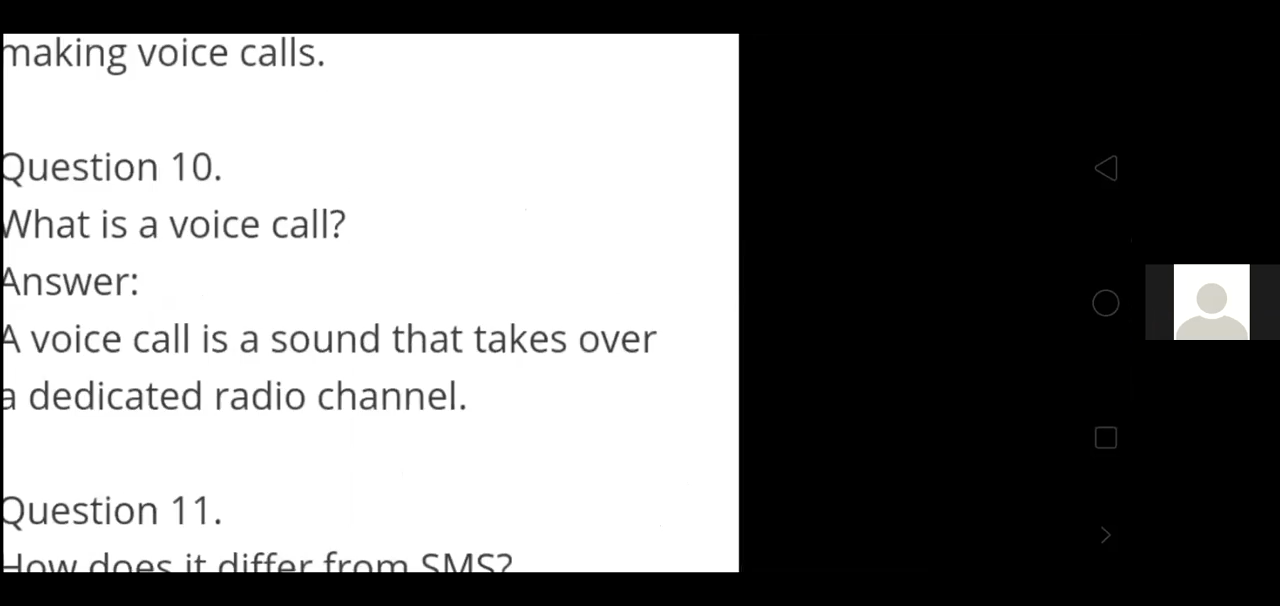 making voice calls.
Question 10.
What is a voice call?
Answer:
A voice call is a sound that takes over
a dedicated radio channel.
Question 11.
How does it differ from SMS?